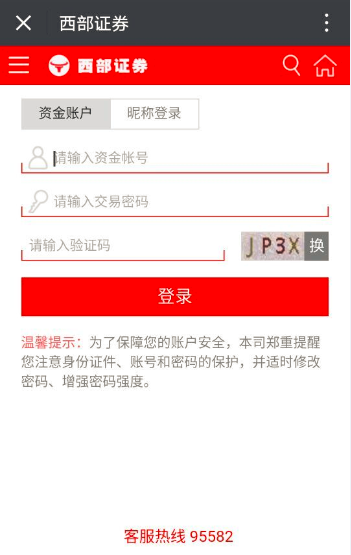 西部证券
西部证券
资金账户 昵称登录
请输入资金帐号
请输入交易密码
请输入验证码 JP3X 换
登录
温馨提示：为了保障您的账户安全，本司郑重提醒
您注意身份证件、账号和密码的保护，并适时修改
密码、增强密码强度。
客服热线 95582